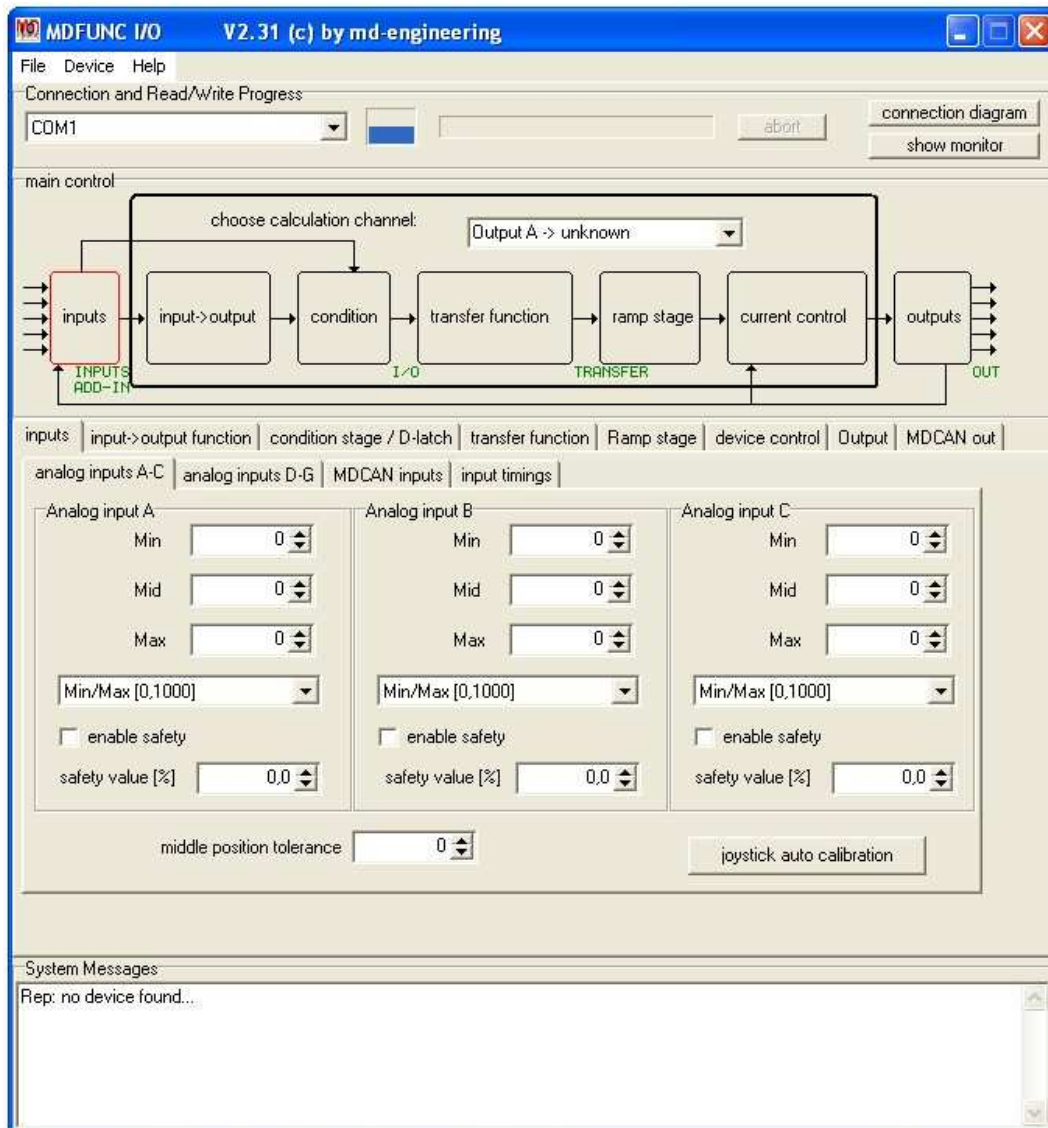 MDFUNC I/O V2.31 (c) by md-engineering
File Device Help
Connection and Read/Write Progress
COM1
abort
connection diagram
show monitor
main control
choose calculation channel:
Output A -> unknown
inputs
input->output
condition
transfer function
ramp stage
current control
outputs
INPUTS
ADD-IN
I/O
TRANSFER
OUT
inputs input->output function condition stage / D-latch transfer function Ramp stage device control Output MDCAN out
analog inputs A-C analog inputs D-G MDCAN inputs input timings
Analog input A
Min 0
Mid 0
Max 0
Min/Max [0,1000]
enable safety
safety value [%] 0,0
Analog input B
Min 0
Mid 0
Max 0
Min/Max [0,1000]
enable safety
safety value [%] 0,0
Analog input C
Min 0
Mid 0
Max 0
Min/Max [0,1000]
enable safety
safety value [%] 0,0
middle position tolerance 0
joystick auto calibration
System Messages
Rep: no device found...